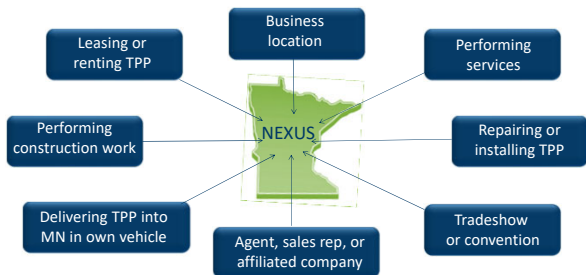 Business
location
Leasing or
renting TPP
Performing
services
Performing
construction work
NEXUS
Repairing or
installing TPP
Delivering TPP into
MN in own vehicle
Agent, sales rep, or
affiliated company
Tradeshow
or convention